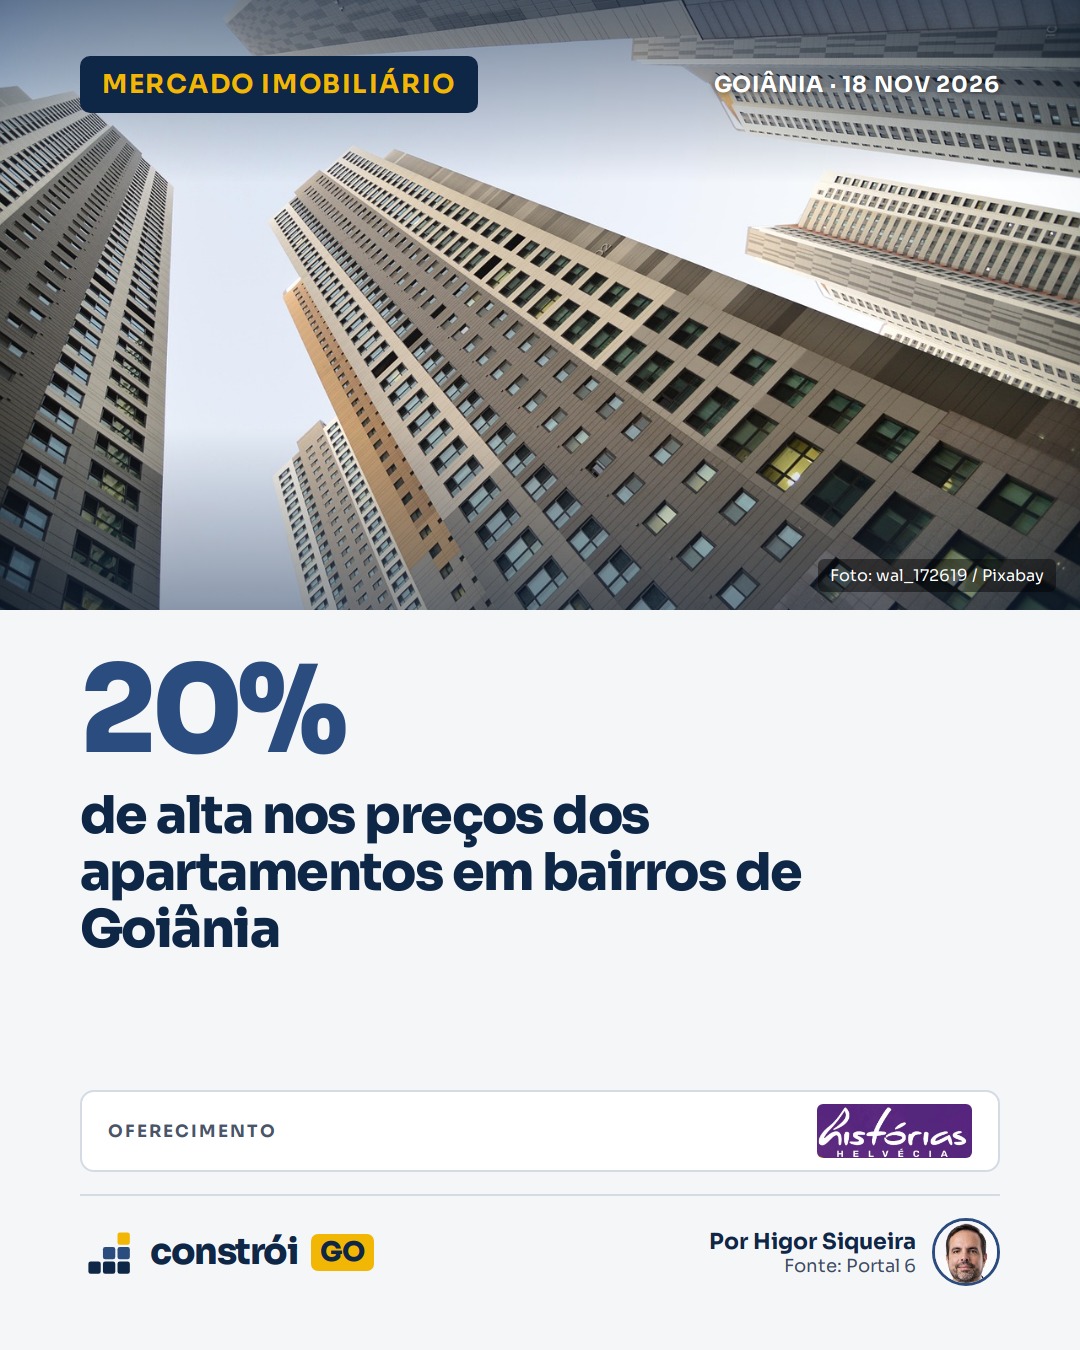 MERCADO IMOBILIÁRIO
GOIÂNIA · 18 NOV 2026
Foto: wal_172619 / Pixabay
20%
de alta nos preços dos
apartamentos em bairros de
Goiânia
OFERECIMENTO
histórias
HELVÉCIA
constrói GO
Por Higor Siqueira
Fonte: Portal 6